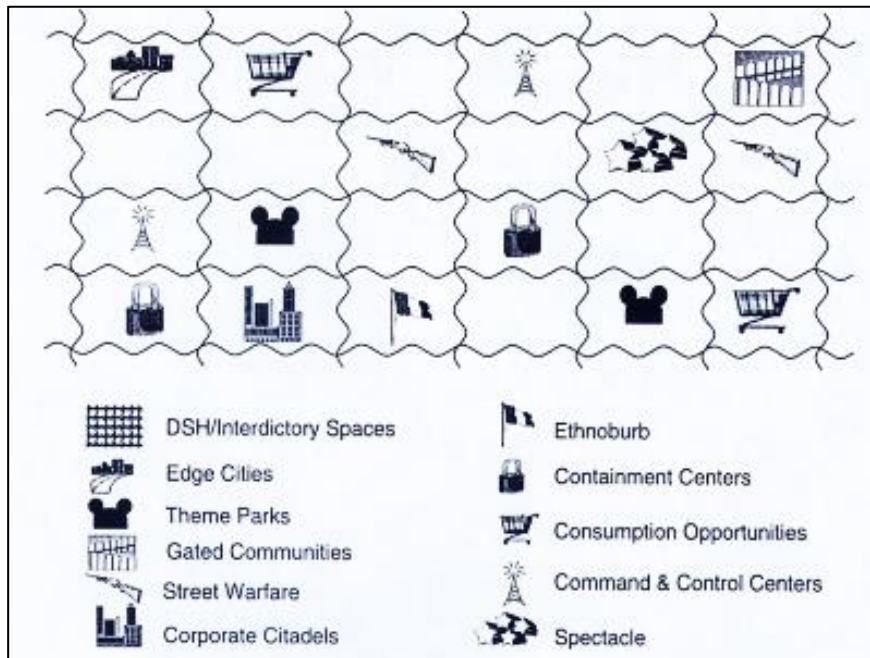 DSH/Interdictory Spaces
Edge Cities
Theme Parks
Gated Communities
Street Warfare
Corporate Citadels
Ethnoburb
Containment Centers
Consumption Opportunities
Command & Control Centers
Spectacle